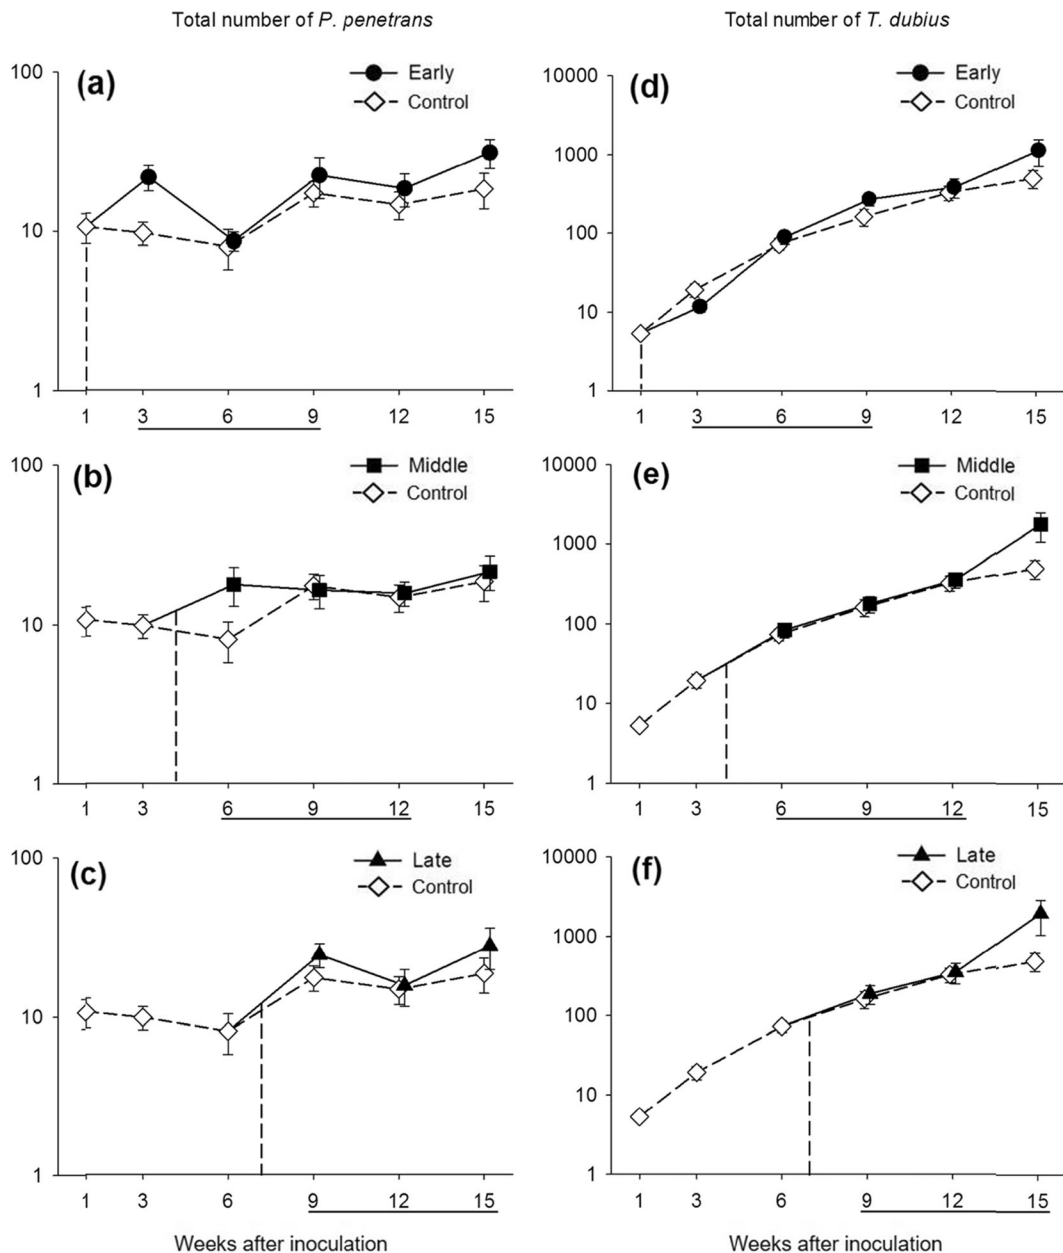 Total number of P. penetrans
Total number of T. dubius
(a)
Early
Control
100
10
1
1 3 6 9 12 15
(d)
Early
Control
10000
1000
100
10
1
1 3 6 9 12 15
(b)
Middle
Control
100
10
1
1 3 6 9 12 15
(e)
Middle
Control
10000
1000
100
10
1
1 3 6 9 12 15
(c)
Late
Control
100
10
1
1 3 6 9 12 15
Weeks after inoculation
(f)
Late
Control
10000
1000
100
10
1
1 3 6 9 12 15
Weeks after inoculation